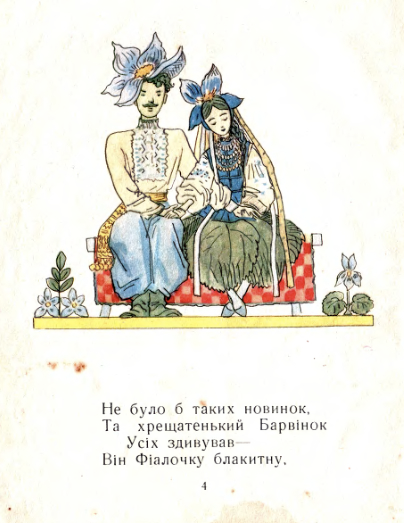 Не було б таких новинок,
Та хрещатенький Барвінок
Усіх здивував—
Він Фіалочку блакитну,
4